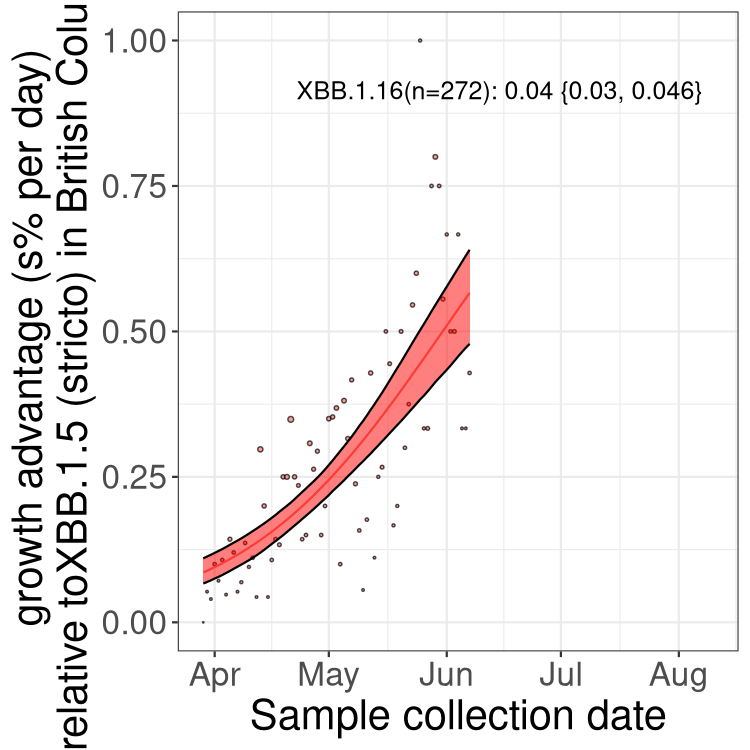 growth advantage (s% per day)
relative toXBB.1.5 (stricto) in British Colu
1.00
0.75
0.50
0.25
0.00
XBB.1.16(n=272): 0.04 {0.03, 0.046}
Apr May Jun Jul Aug
Sample collection date